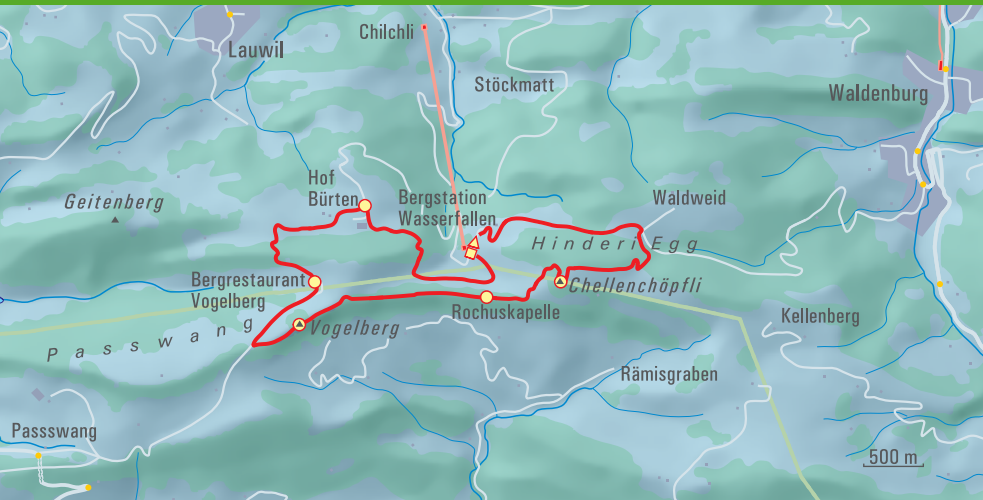 Chilchli
Lauwil
Stöckmatt
Waldenburg
Hof
Bürten
Bergstation
Wasserfallen
Geitenberg
Waldweid
Hinderi Egg
Bergrestaurant
Vogelberg
Chellenchöpfli
Rochuskapelle
Vogelberg
Kellenberg
Passwang
Rämisgraben
Passswang
500 m